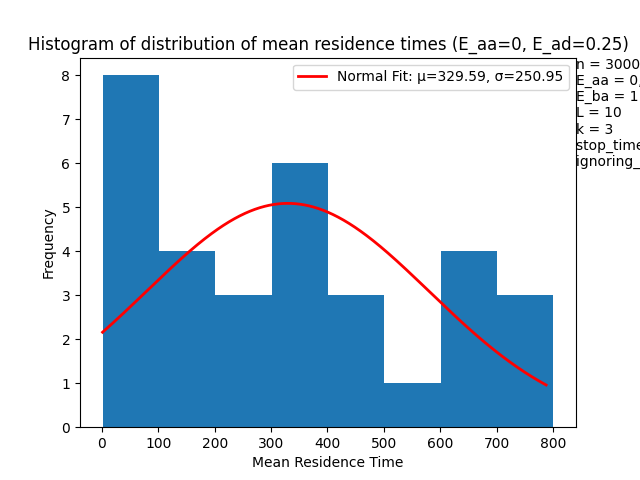 Histogram of distribution of mean residence times (E_aa=0, E_ad=0.25)
Normal Fit: μ=329.59, σ=250.95
n = 3000
E_aa = 0,
E_ba = 1
L = 10
k = 3
stop_time
ignoring_
Frequency
8
7
6
5
4
3
2
1
0
0 100 200 300 400 500 600 700 800
Mean Residence Time